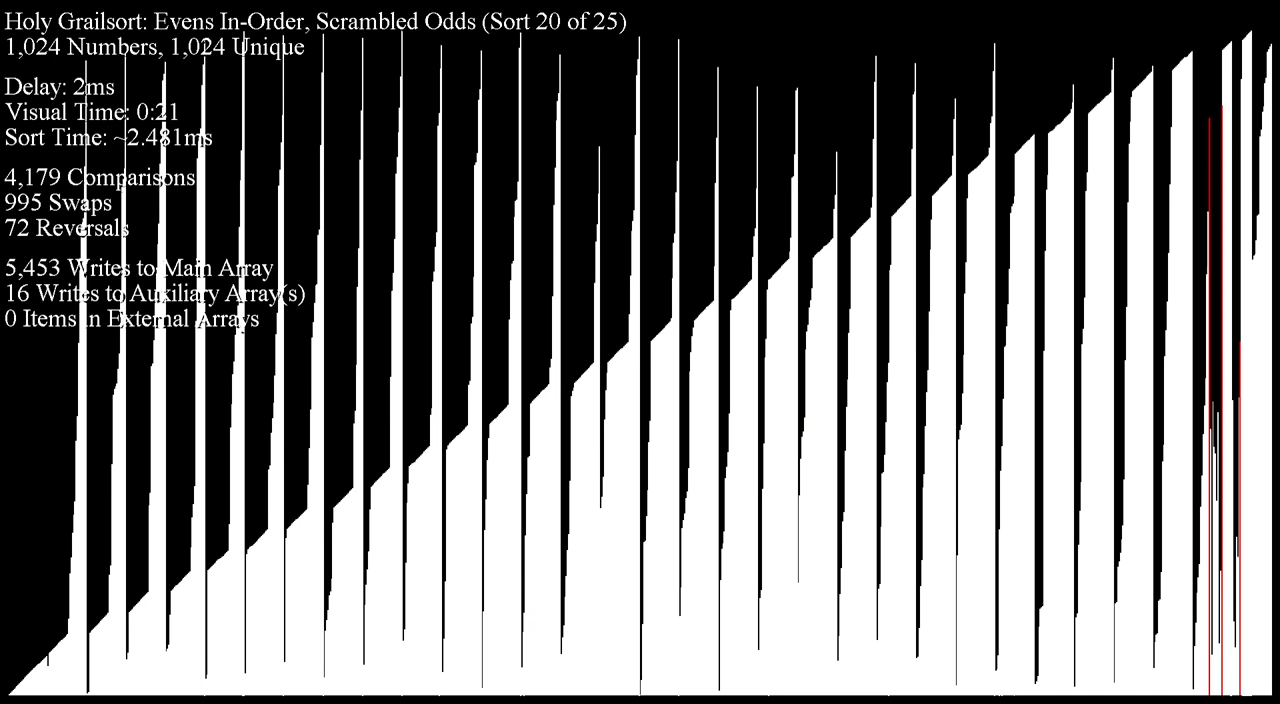 Holy Grailsort: Evens In-Order, Scrambled Odds (Sort 20 of 25)
1,024 Numbers, 1,024 Unique
Delay: 2ms
Visual Time: 0:21
Sort Time: ~2.481ms
4,179 Comparisons
995 Swaps
72 Reversals
5,453 Writes to Main Array
16 Writes to Auxiliary Array(s)
0 Items in External Arrays